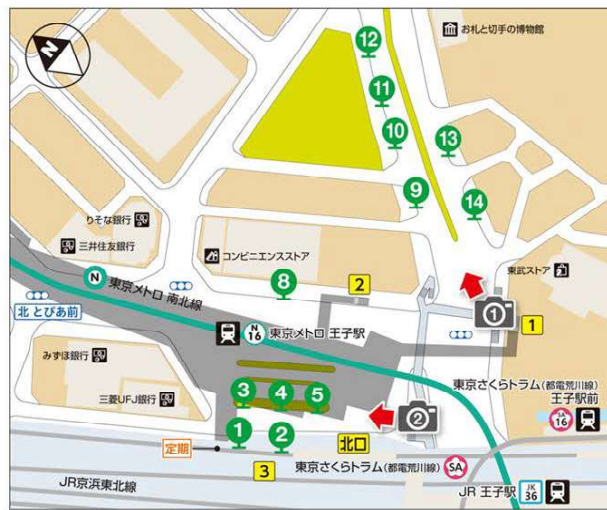 N
12
お札と切手の博物館
11
10
13
9
14
りそな銀行
三井住友銀行
コンビニエンスストア
8
2
東武ストア
N
東京メトロ 南北線
北 とぴあ前
N
16
東京メトロ 王子駅
1
1
みずほ銀行
東京さくらトラム(都電荒川線)
王子駅前
SA
16
三菱UFJ銀行
3
4
5
2
1
2
北口
定期
3
東京さくらトラム(都電荒川線)
SA
JR京浜東北線
JR 王子駅
JK
36